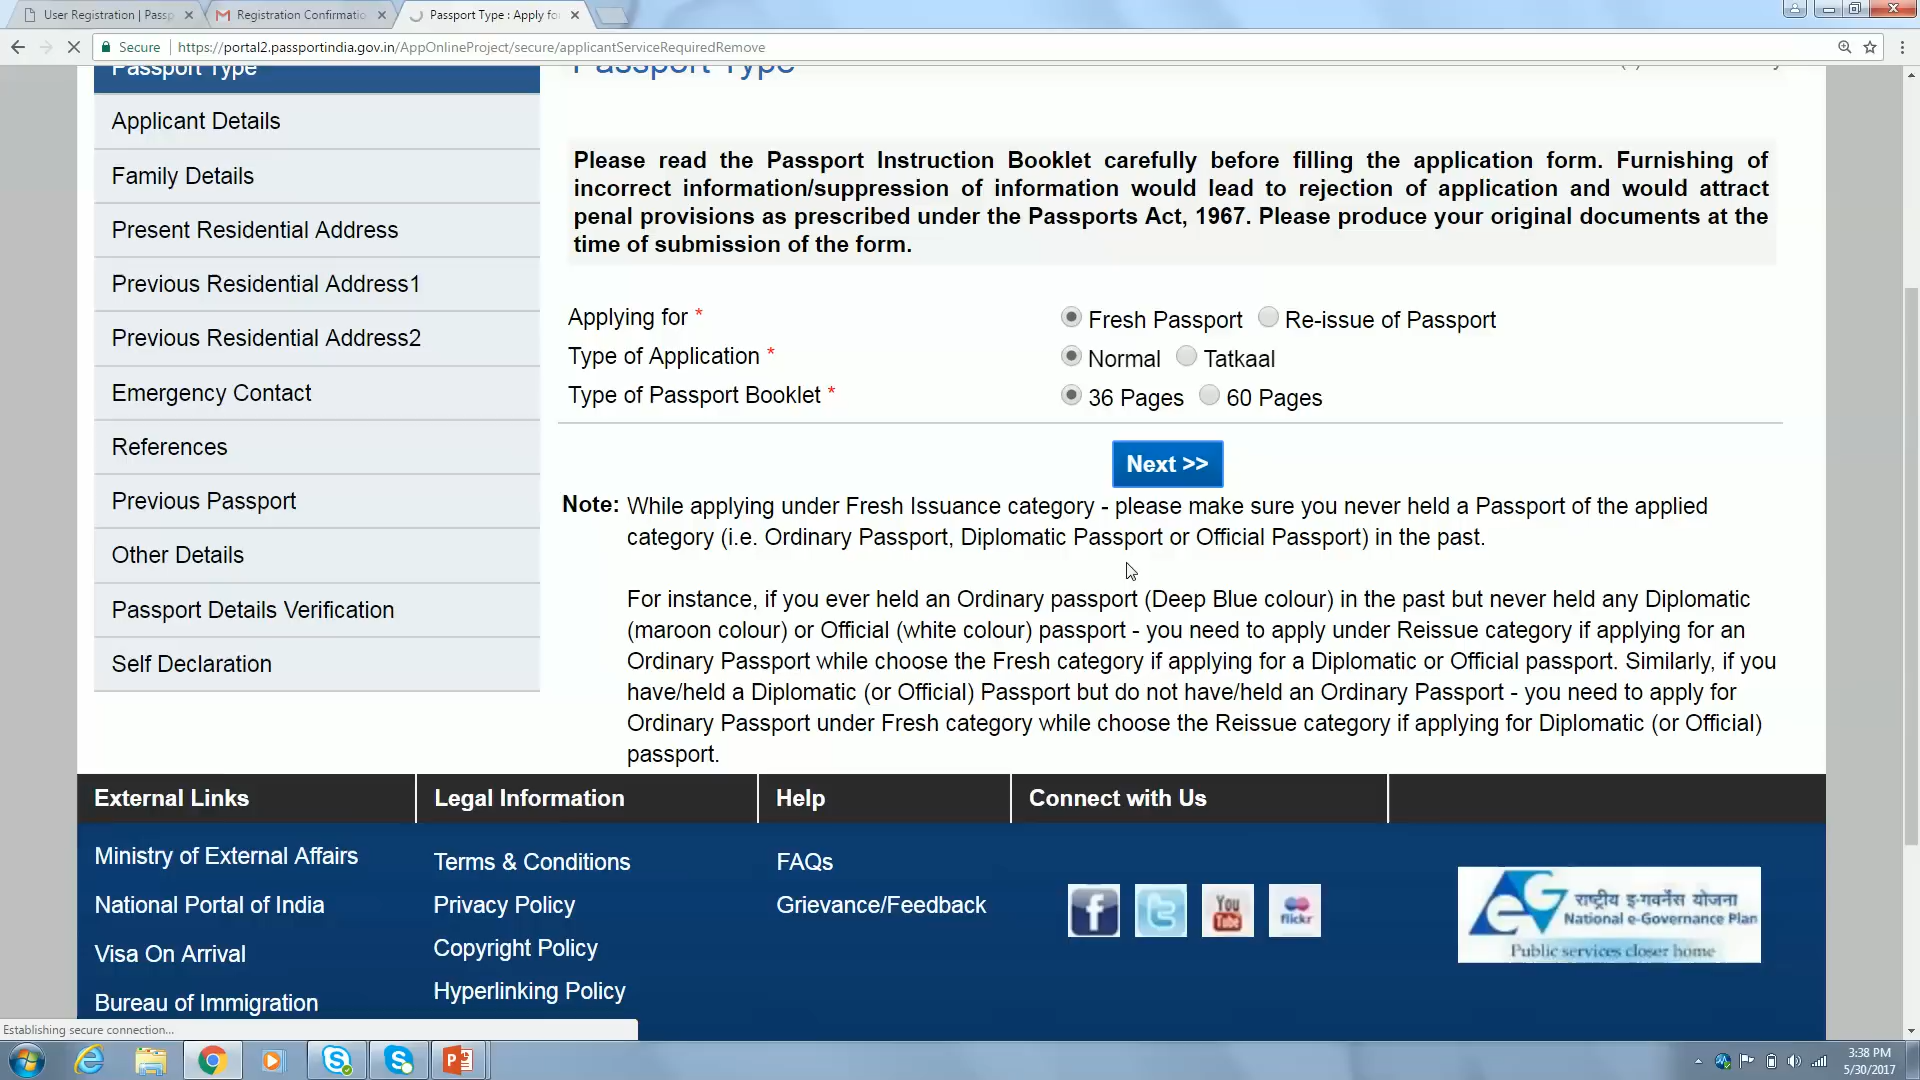 User Registration | Passp
Registration Confirmatio
Passport Type : Apply fo
Secure
https://portal2.passportindia.gov.in/AppOnlineProject/secure/applicantServiceRequiredRemove
Passport Type
Applicant Details
Family Details
Present Residential Address
Previous Residential Address1
Previous Residential Address2
Emergency Contact
References
Previous Passport
Other Details
Passport Details Verification
Self Declaration
Passport Type
Please read the Passport Instruction Booklet carefully before filling the application form. Furnishing of
incorrect information/suppression of information would lead to rejection of application and would attract
penal provisions as prescribed under the Passports Act, 1967. Please produce your original documents at the
time of submission of the form.
Applying for * Fresh Passport Re-issue of Passport
Type of Application * Normal Tatkaal
Type of Passport Booklet * 36 Pages 60 Pages
Next >>
Note: While applying under Fresh Issuance category - please make sure you never held a Passport of the applied
category (i.e. Ordinary Passport, Diplomatic Passport or Official Passport) in the past.
For instance, if you ever held an Ordinary passport (Deep Blue colour) in the past but never held any Diplomatic
(maroon colour) or Official (white colour) passport - you need to apply under Reissue category if applying for an
Ordinary Passport while choose the Fresh category if applying for a Diplomatic or Official passport. Similarly, if you
have/held a Diplomatic (or Official) Passport but do not have/held an Ordinary Passport - you need to apply for
Ordinary Passport under Fresh category while choose the Reissue category if applying for Diplomatic (or Official)
passport.
External Links
Ministry of External Affairs
National Portal of India
Visa On Arrival
Bureau of Immigration
Legal Information
Terms & Conditions
Privacy Policy
Copyright Policy
Hyperlinking Policy
Help
FAQs
Grievance/Feedback
Connect with Us
You
Tube
flickr
eG
राष्ट्रीय इ-गवर्नेंस योजना
National e-Governance Plan
Public services closer home
Establishing secure connection...
3:38 PM
5/30/2017